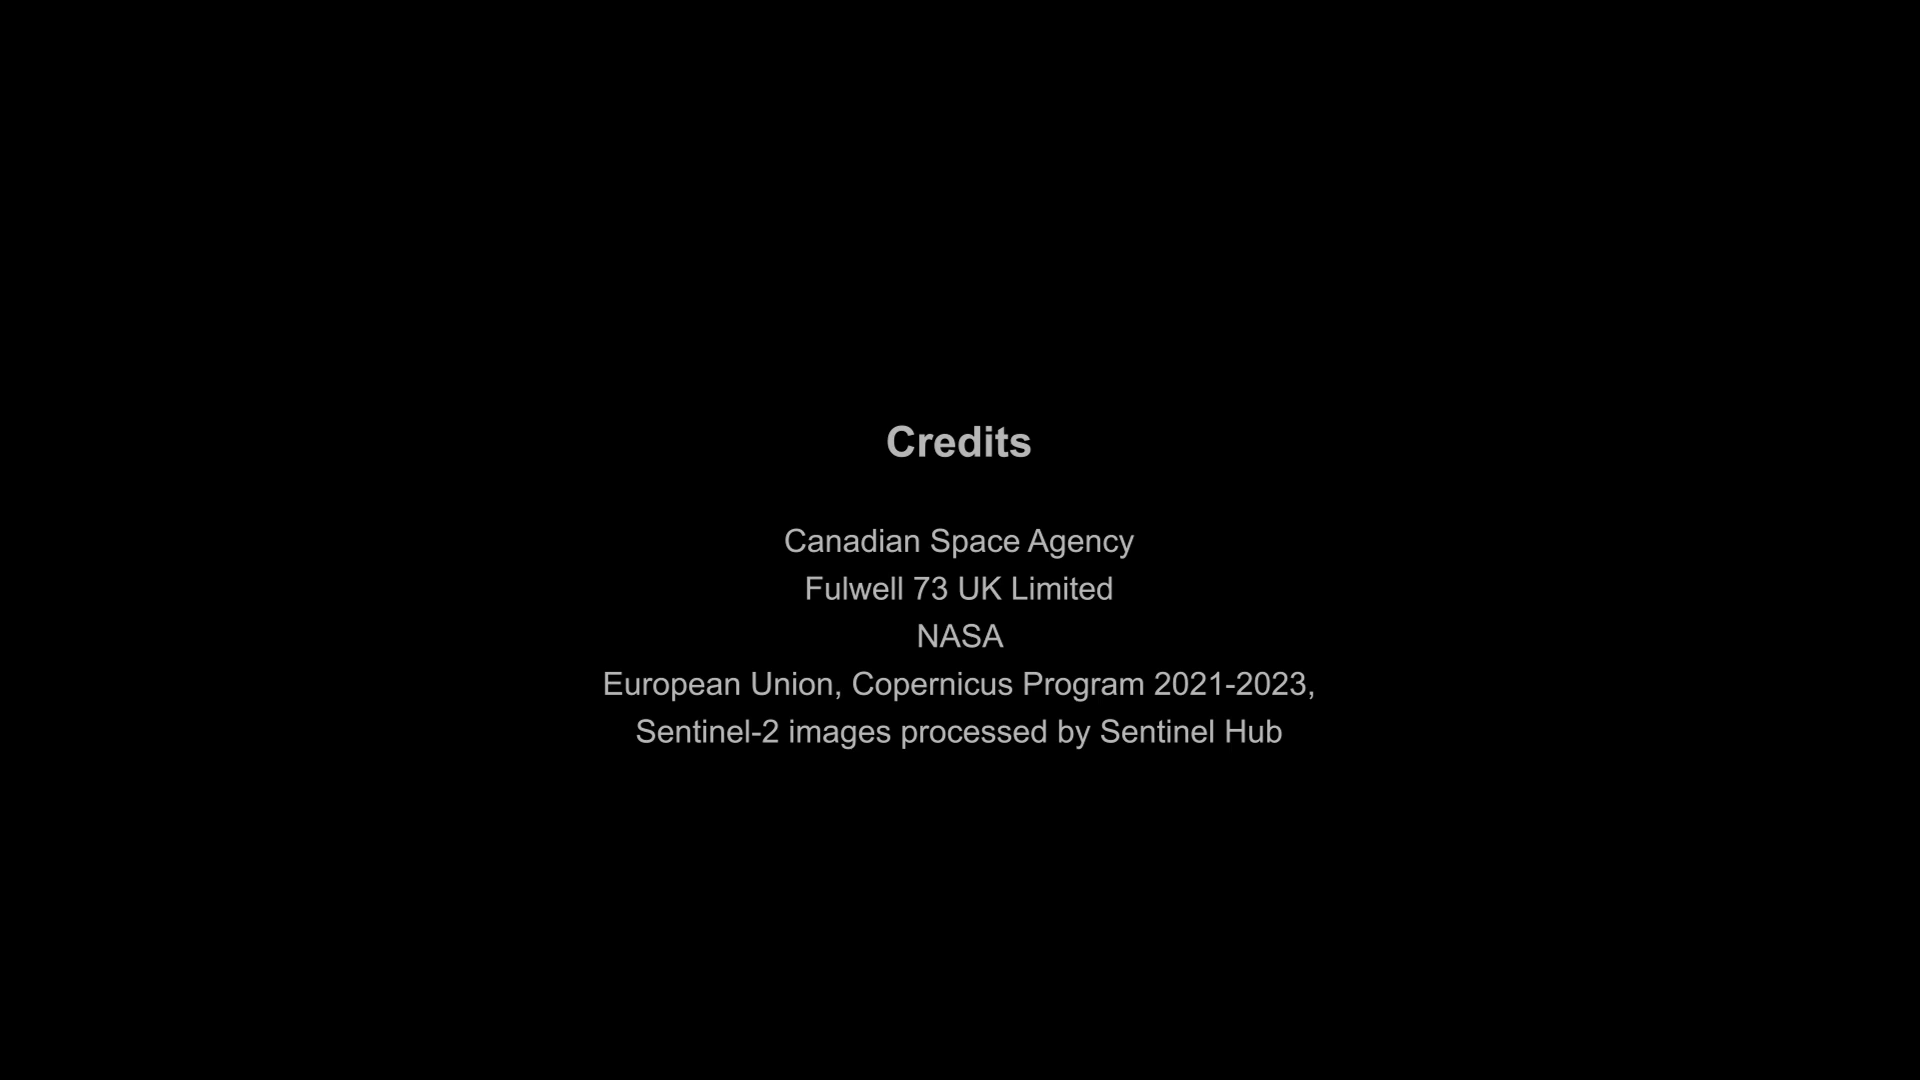 Credits
Canadian Space Agency
Fulwell 73 UK Limited
NASA
European Union, Copernicus Program 2021-2023,
Sentinel-2 images processed by Sentinel Hub